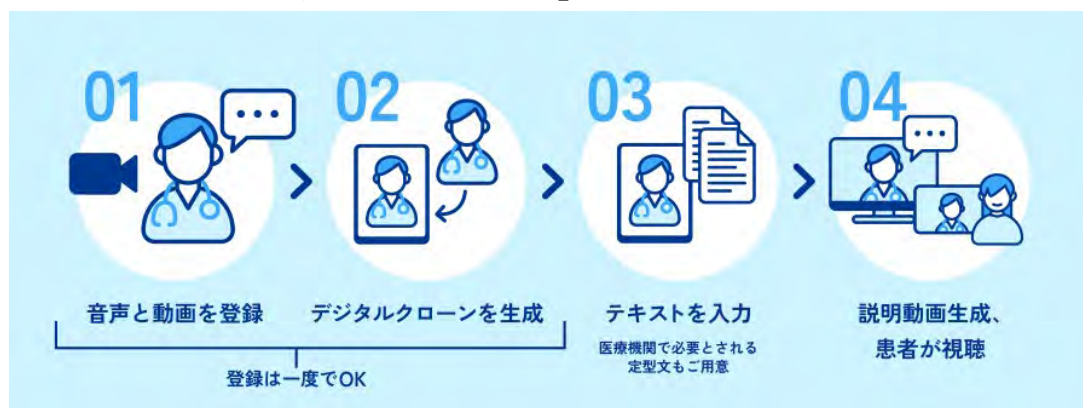 01
音声と動画を登録
02
デジタルクローンを生成
登録は一度でOK
03
テキストを入力
医療機関で必要とされる
定型文もご用意
04
説明動画生成、
患者が視聴